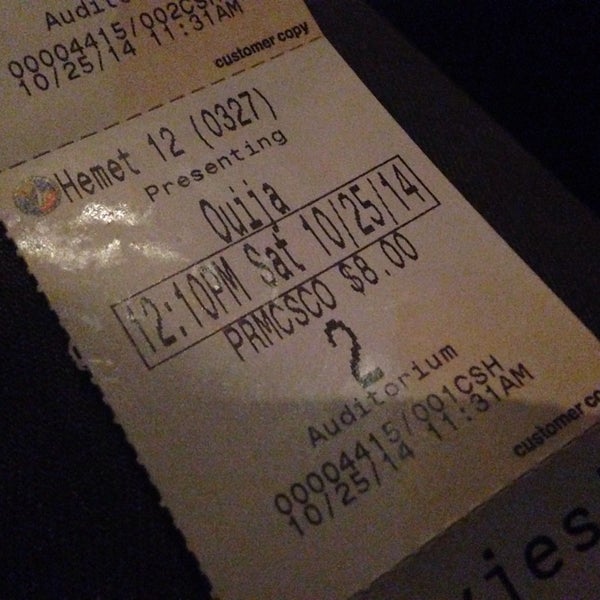 Audito
00004415/002CSH
10/25/14 11:31AM
customer copy
Hemet 12 (0327)
Presenting
Ouija
12:10PM Sat 10/25/14
PRMCSCO $8.00
2
Auditorium
00004415/001CSH
10/25/14 11:31AM
customer co
vies